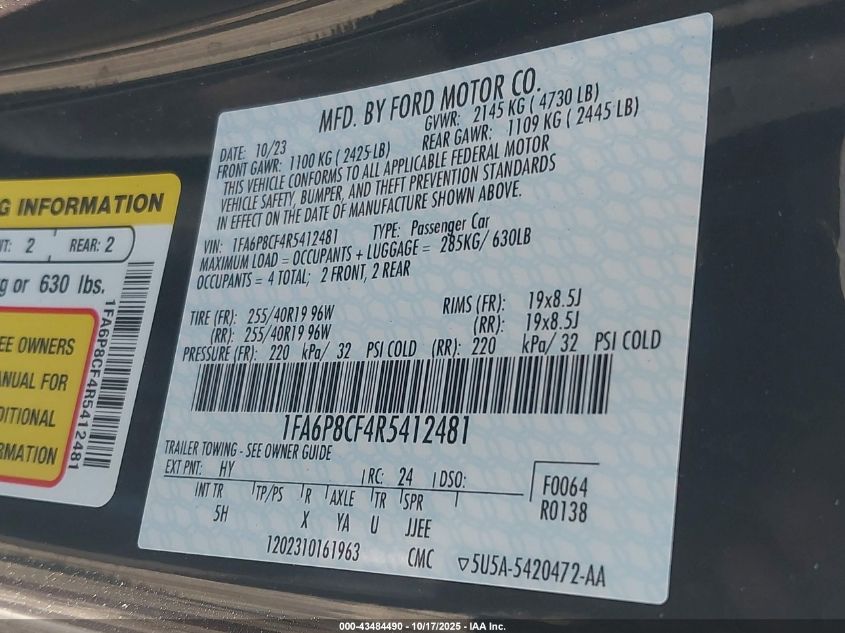 G INFORMATION
NT: 2 REAR: 2
g or 630 lbs.
EE OWNERS
ANUAL FOR
DITIONAL
RMATION
1FA6P8CF4R5412481
MFD. BY FORD MOTOR CO.
DATE: 10/23 GVWR: 2145 KG ( 4730 LB)
FRONT GAWR: 1100 KG ( 2425 LB) REAR GAWR: 1109 KG ( 2445 LB)
THIS VEHICLE CONFORMS TO ALL APPLICABLE FEDERAL MOTOR
VEHICLE SAFETY, BUMPER, AND THEFT PREVENTION STANDARDS
IN EFFECT ON THE DATE OF MANUFACTURE SHOWN ABOVE.
VIN: 1FA6P8CF4R5412481 TYPE: Passenger Car
MAXIMUM LOAD = OCCUPANTS + LUGGAGE = 285KG/ 630LB
OCCUPANTS = 4 TOTAL; 2 FRONT, 2 REAR
TIRE (FR): 255/40R19 96W RIMS (FR): 19x8.5J
(RR): 255/40R19 96W (RR): 19x8.5J
PRESSURE (FR): 220 kPa/ 32 PSI COLD (RR): 220 kPa/ 32 PSI COLD
1FA6P8CF4R5412481
TRAILER TOWING - SEE OWNER GUIDE
EXT PNT: HY RC: 24 DSO:
F0064
R0138
INT TR TP/PS R AXLE TR SPR
5H X YA U JJEE
1202310161963 CMC 5U5A-5420472-AA
000-43484490 - 10/17/2025 - IAA Inc.